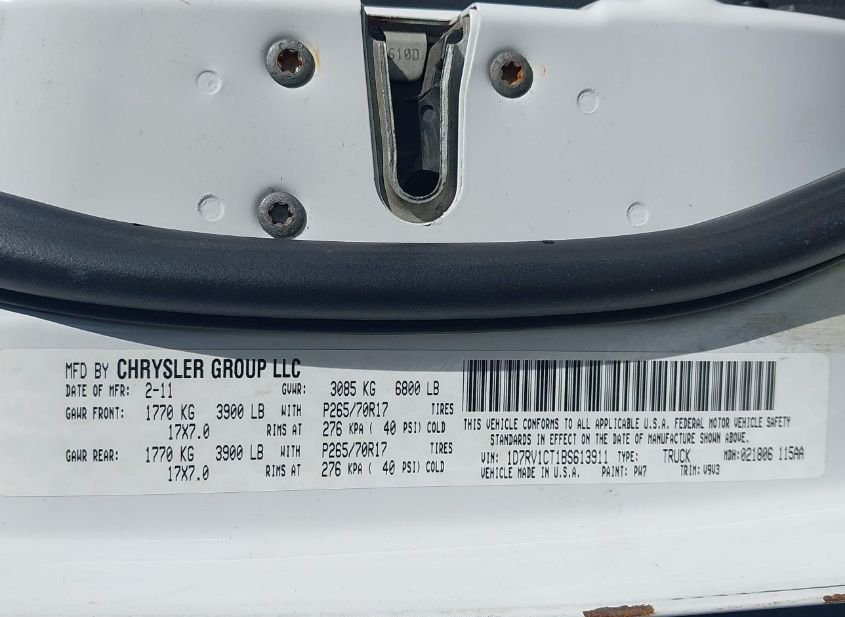 610D
MFD BY CHRYSLER GROUP LLC
DATE OF MFR: 2-11 GVWR: 3085 KG 6800 LB
GAWR FRONT: 1770 KG 3900 LB WITH P265/70R17 TIRES
17X7.0 RIMS AT 276 KPA ( 40 PSI) COLD
GAWR REAR: 1770 KG 3900 LB WITH P265/70R17 TIRES
17X7.0 RIMS AT 276 KPA ( 40 PSI) COLD
THIS VEHICLE CONFORMS TO ALL APPLICABLE U.S.A. FEDERAL MOTOR VEHICLE SAFETY
STANDARDS IN EFFECT ON THE DATE OF MANUFACTURE SHOWN ABOVE.
VIN: 1D7RV1CT1BS613911 TYPE: TRUCK MDH:021806 115AA
VEHICLE MADE IN U.S.A. PAINT: PW7 TRIM: V9V3